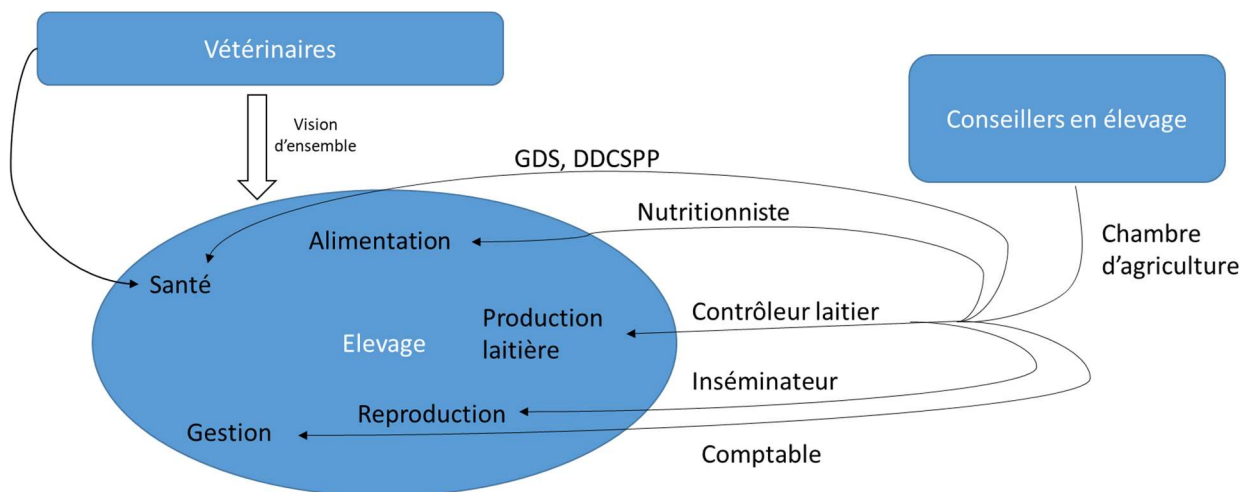 Vétérinaires
Vision
d’ensemble
Conseillers en élevage
GDS, DDCSPP
Nutritionniste
Chambre
d’agriculture
Alimentation
Santé
Contrôleur laitier
Production
laitière
Elevage
Inséminateur
Reproduction
Gestion
Comptable